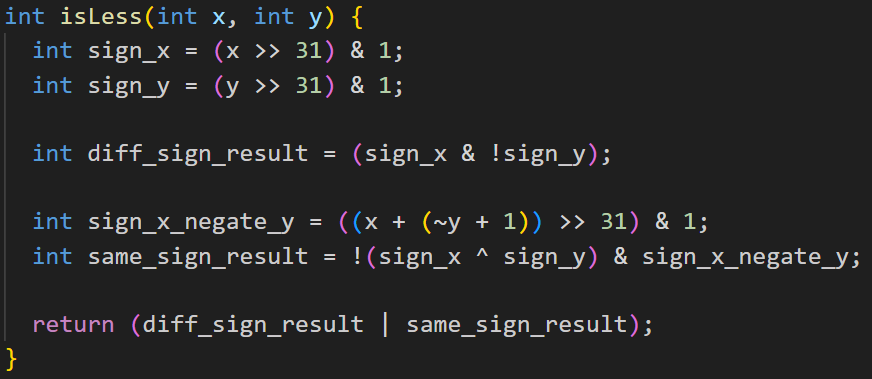 int isLess(int x, int y) {
  int sign_x = (x >> 31) & 1;
  int sign_y = (y >> 31) & 1;

  int diff_sign_result = (sign_x & !sign_y);

  int sign_x_negate_y = ((x + (~y + 1)) >> 31) & 1;
  int same_sign_result = !(sign_x ^ sign_y) & sign_x_negate_y;

  return (diff_sign_result | same_sign_result);
}